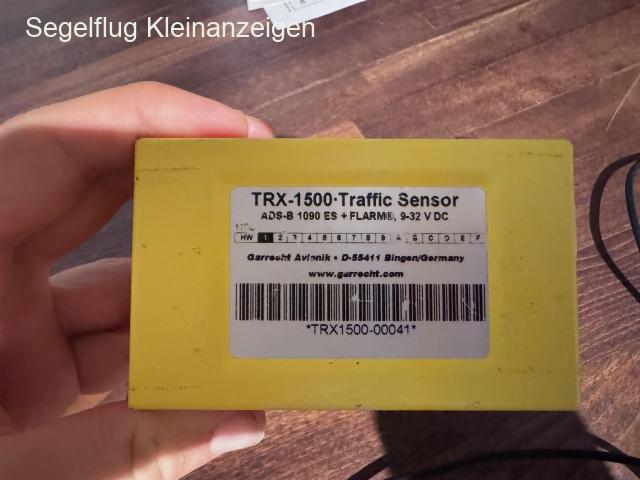 Segelflug Kleinanzeigen
TRX-1500·Traffic Sensor
ADS-B 1090 ES + FLARM®, 9-32 V DC
HW 1 2 3 4 5 6 7 8 9 A B C D E F
Garrecht Avionik • D-55411 Bingen/Germany
www.garrecht.com
*TRX1500-00041*